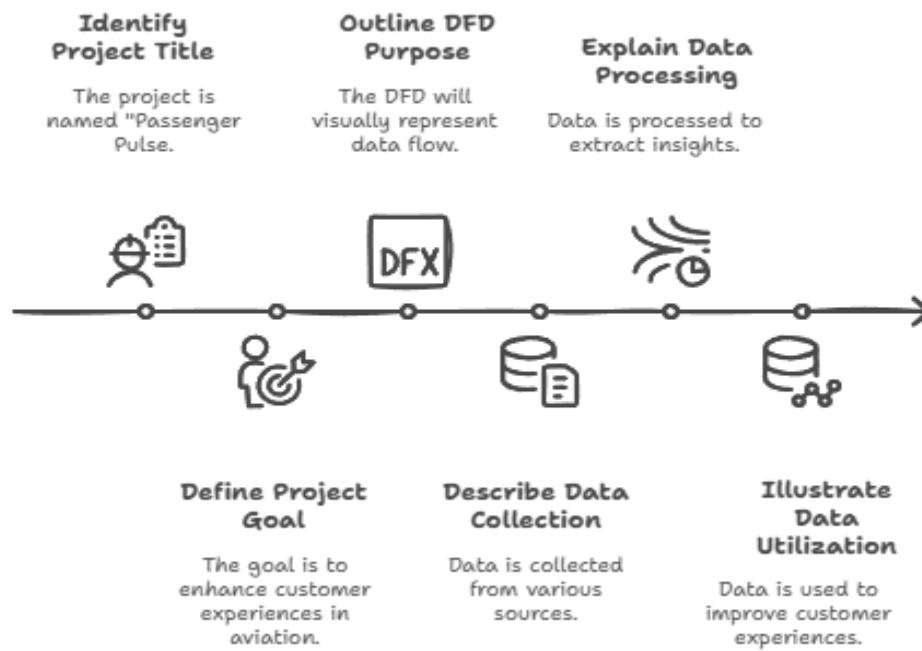 Identify
Project Title
The project is
named "Passenger
Pulse.
Outline DFD
Purpose
The DFD will
visually represent
data flow.
Explain Data
Processing
Data is processed to
extract insights.
DFX
Define Project
Goal
The goal is to
enhance customer
experiences in
aviation.
Describe Data
Collection
Data is collected
from various
sources.
Illustrate
Data
Utilization
Data is used to
improve customer
experiences.